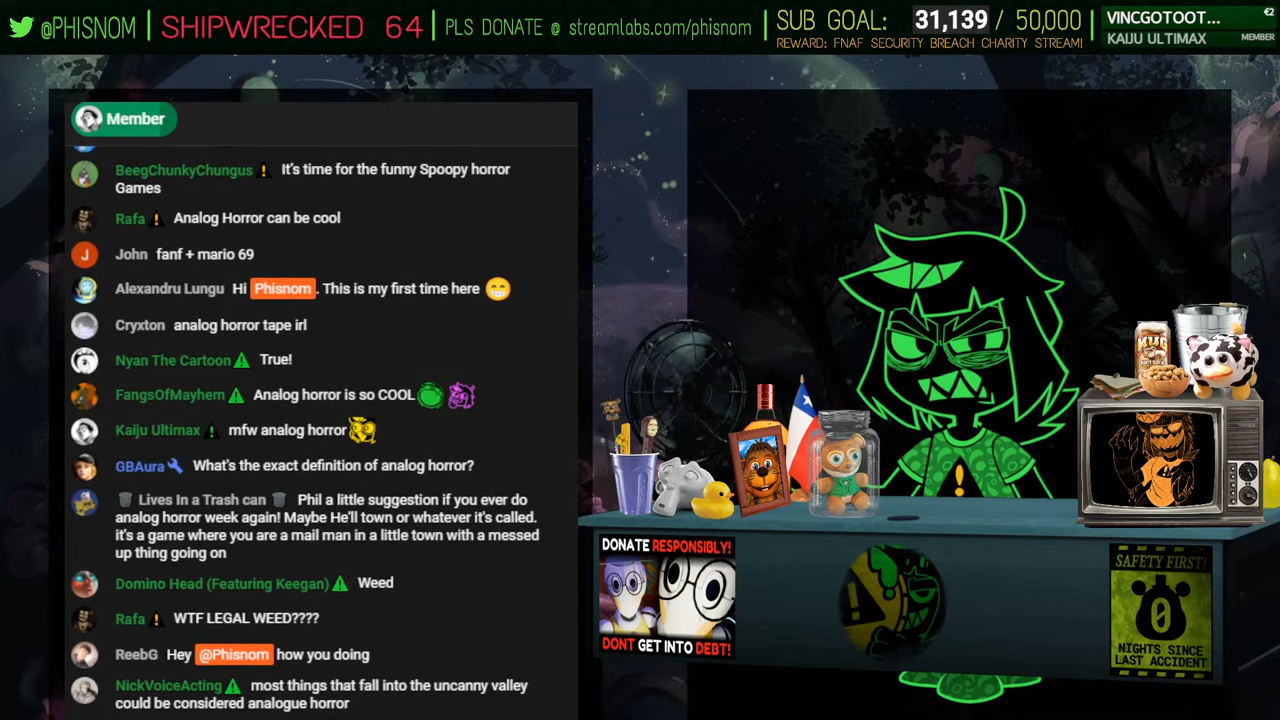 @PHISNOM | SHIPWRECKED 64 | PLS DONATE @ streamlabs.com/phisnom | SUB GOAL: 31,139 / 50,000
REWARD: FNAF SECURITY BREACH CHARITY STREAM!
VINCGOTOOT... €2
KAIJU ULTIMAX MEMBER
Member
BeegChunkyChungus It's time for the funny Spoopy horror
Games
Rafa Analog Horror can be cool
J John fanf + mario 69
Alexandru Lungu Hi Phisnom. This is my first time here 😁
Cryxton analog horror tape irl
Nyan The Cartoon True!
FangsOfMayhem Analog horror is so COOL
Kaiju Ultimax mfw analog horror
GBAura What's the exact definition of analog horror?
Lives In a Trash can Phil a little suggestion if you ever do
analog horror week again! Maybe He'll town or whatever it's called.
it's a game where you are a mail man in a little town with a messed
up thing going on
Domino Head (Featuring Keegan) Weed
Rafa WTF LEGAL WEED????
ReebG Hey @Phisnom how you doing
NickVoiceActing most things that fall into the uncanny valley
could be considered analogue horror
MUG
DONATE RESPONSIBLY!
DONT GET INTO DEBT!
SAFETY FIRST!
0
NIGHTS SINCE
LAST ACCIDENT